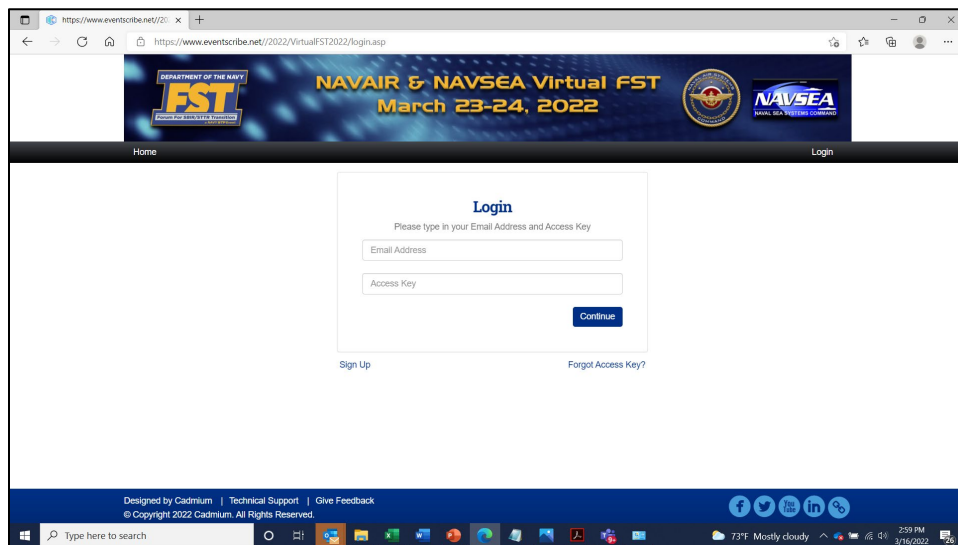 https://www.eventscribe.net//20
https://www.eventscribe.net//2022/VirtualFST2022/login.asp
DEPARTMENT OF THE NAVY
FST
Forum For SBIR/STTR Transition
NAVAIR & NAVSEA Virtual FST
March 23-24, 2022
NAVSEA
NAVAL SEA SYSTEMS COMMAND
Home
Login
Login
Please type in your Email Address and Access Key
Email Address
Access Key
Continue
Sign Up
Forgot Access Key?
Designed by Cadmium | Technical Support | Give Feedback
© Copyright 2022 Cadmium. All Rights Reserved.
You
Tube
in
Type here to search
73°F Mostly cloudy
2:59 PM
3/16/2022
26